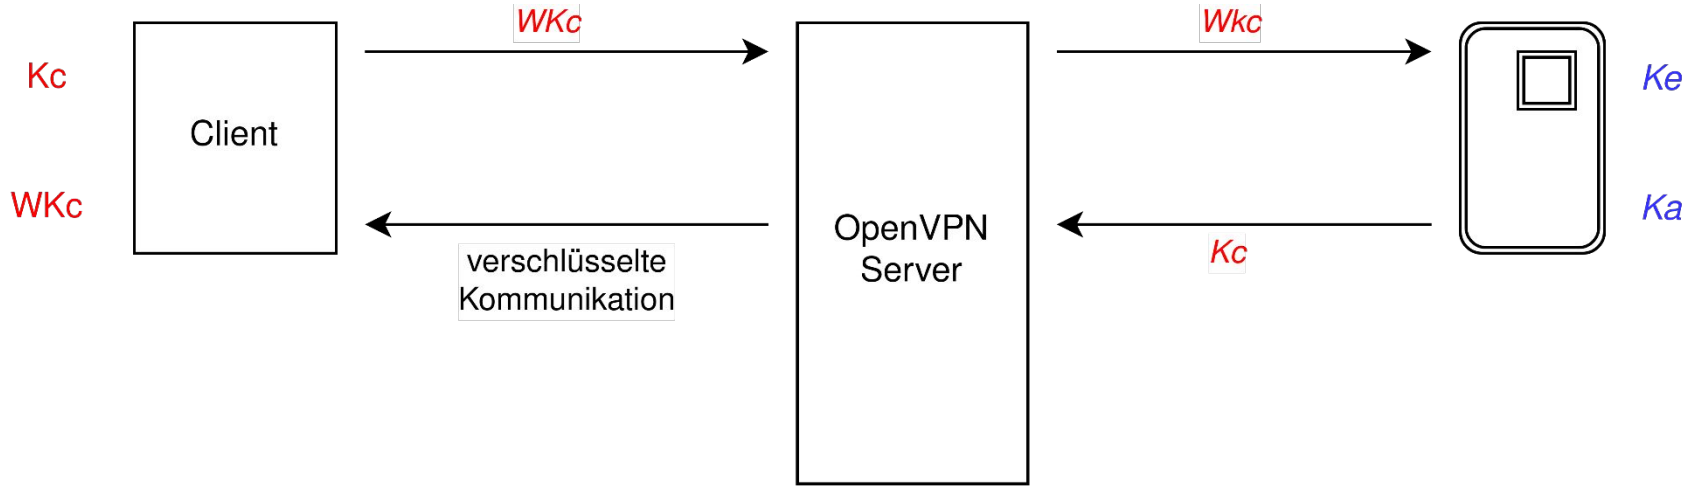 WKc
Wkc
Kc
Client
Ke
WKc
OpenVPN
Server
Ka
Kc
verschlüsselte
Kommunikation